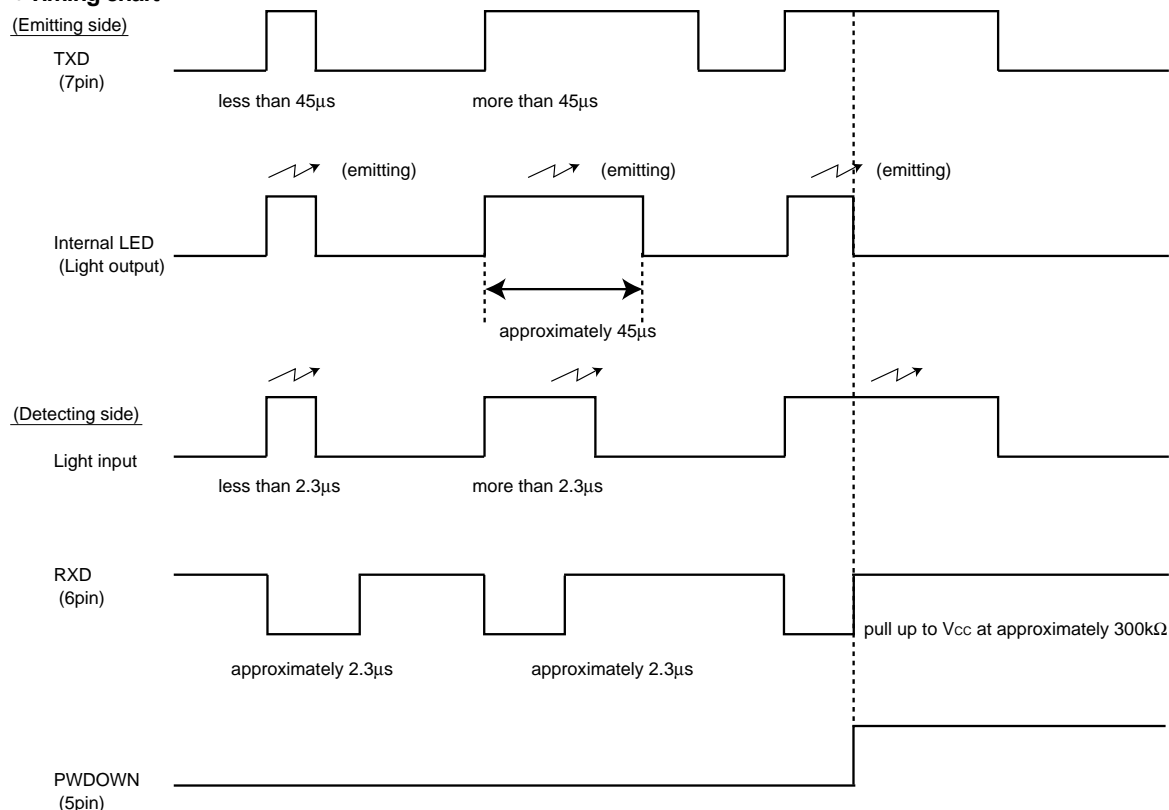 Timing chart
(Emitting side)
TXD
(7pin)
less than 45μs
more than 45μs
(emitting)
(emitting)
(emitting)
Internal LED
(Light output)
approximately 45μs
(Detecting side)
Light input
less than 2.3μs
more than 2.3μs
RXD
(6pin)
pull up to VCC at approximately 300kΩ
approximately 2.3μs
approximately 2.3μs
PWDOWN
(5pin)